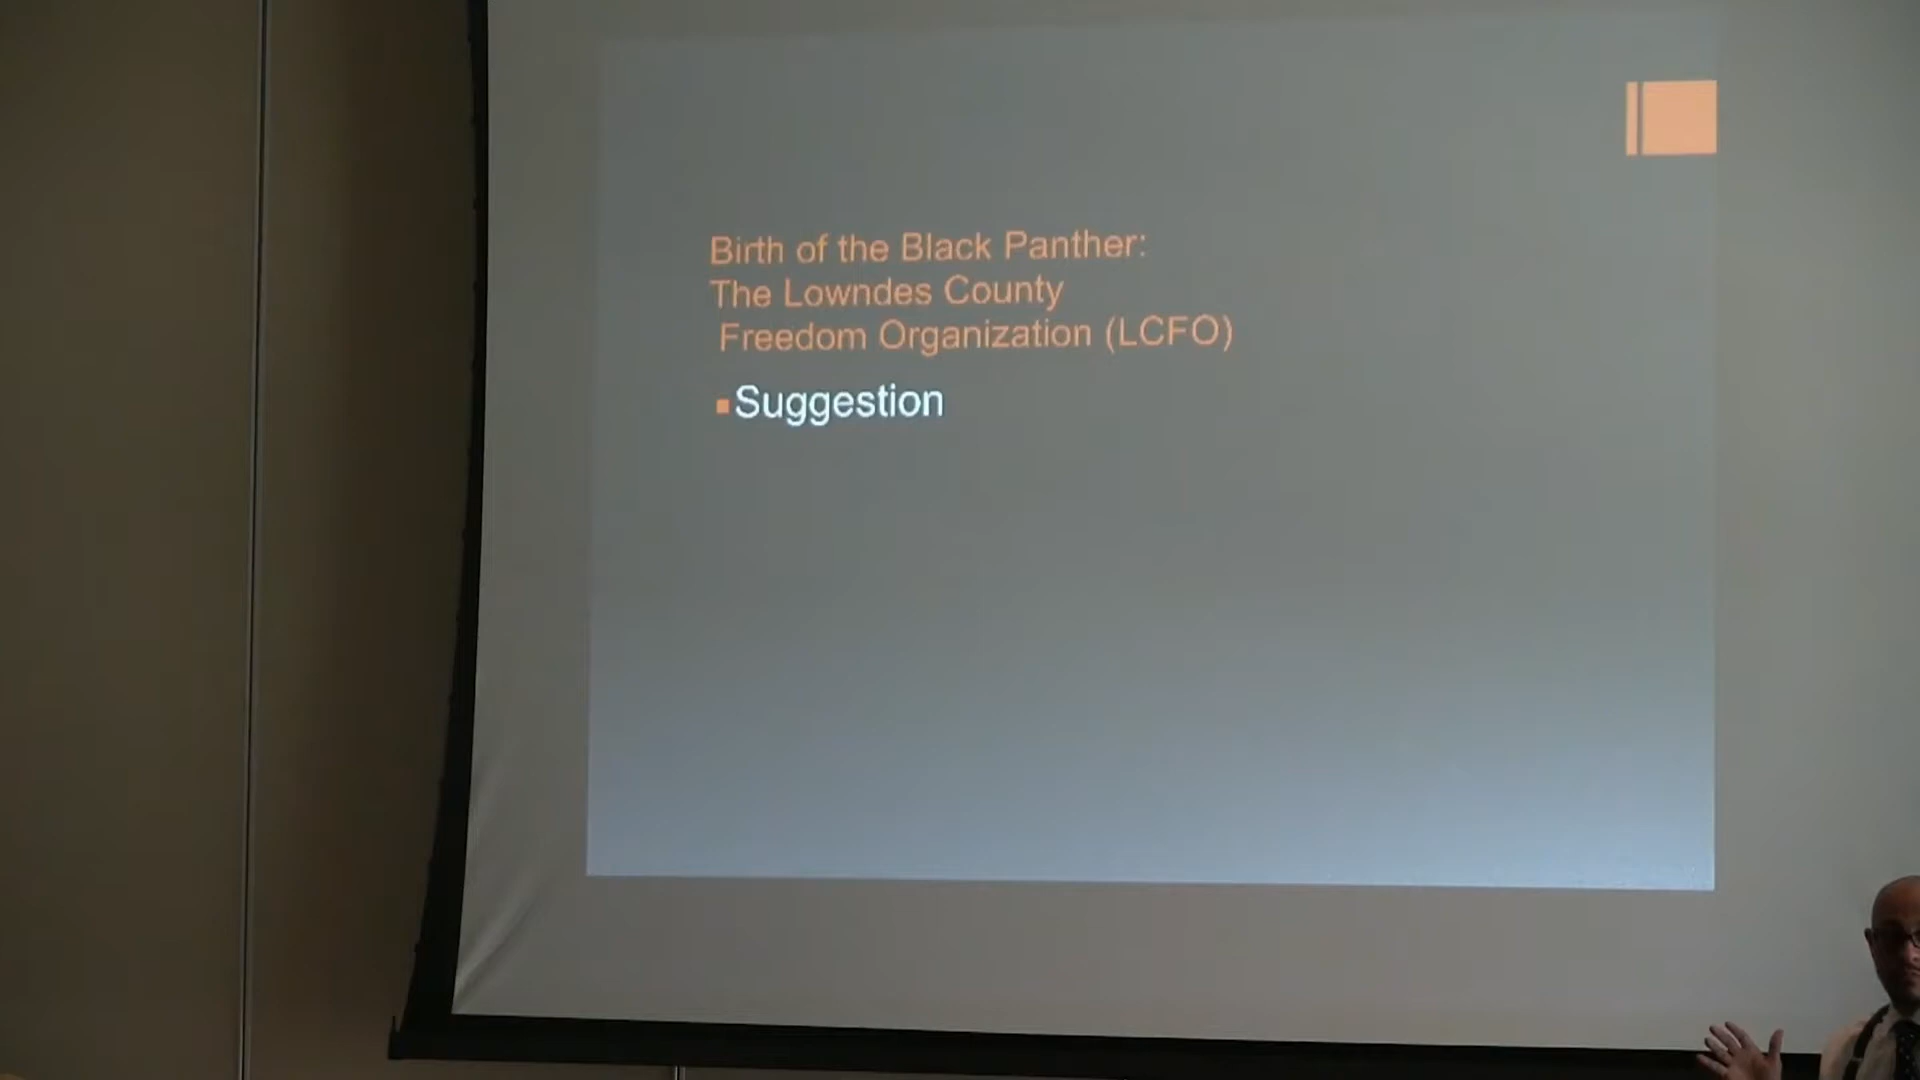 Birth of the Black Panther:
The Lowndes County
Freedom Organization (LCFO)
Suggestion